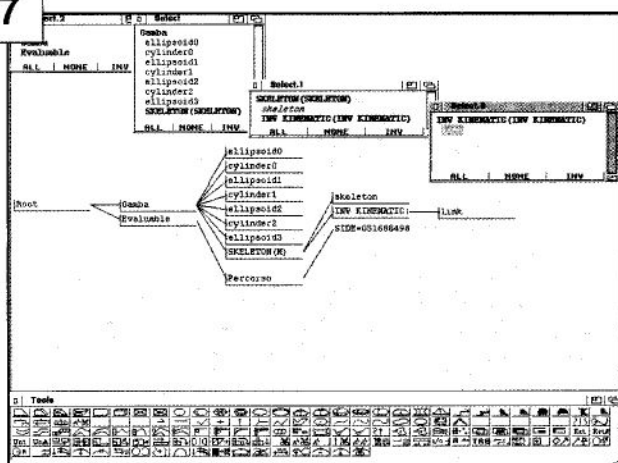 7
Select.2
Gamba
Evaluable
ALL | NONE | INV
Select
Gamba
ellipsoid0
cylinder0
ellipsoid1
cylinder1
ellipsoid2
cylinder2
ellipsoid3
SKELETON(SKELETON)
ALL | NONE | INV
Select.1
SKELETON(SKELETON)
skeleton
INV KINEMATIC(INV KINEMATIC)
ALL | NONE | INV
INV KINEMATIC(INV KINEMATIC)
ALL | NONE | INV
Root
Gamba
Evaluable
ellipsoid0
cylinder0
ellipsoid1
cylinder1
ellipsoid2
cylinder2
ellipsoid3
SKELETON(M)
Percorso
skeleton
INV KINEMATIC(
SIDE=051688498
link
Tools